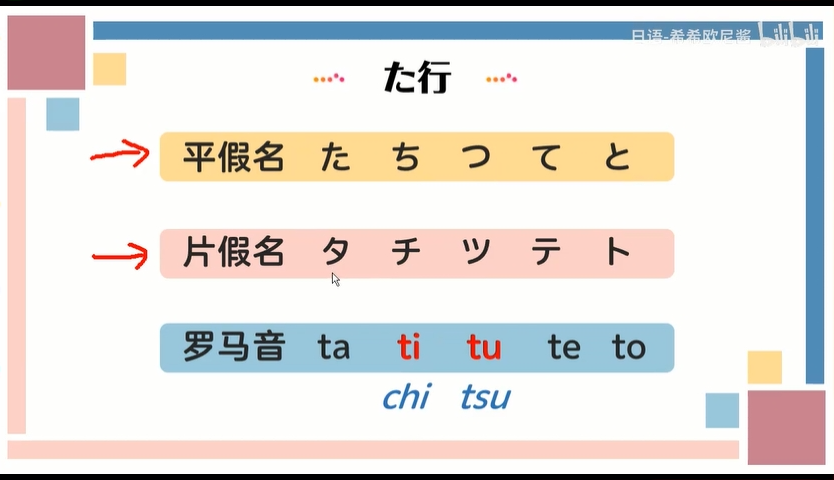 日语-希希欧尼酱 bilibili
た行
平假名 た ち つ て と
片假名 タ チ ツ テ ト
罗马音 ta ti tu te to
chi tsu